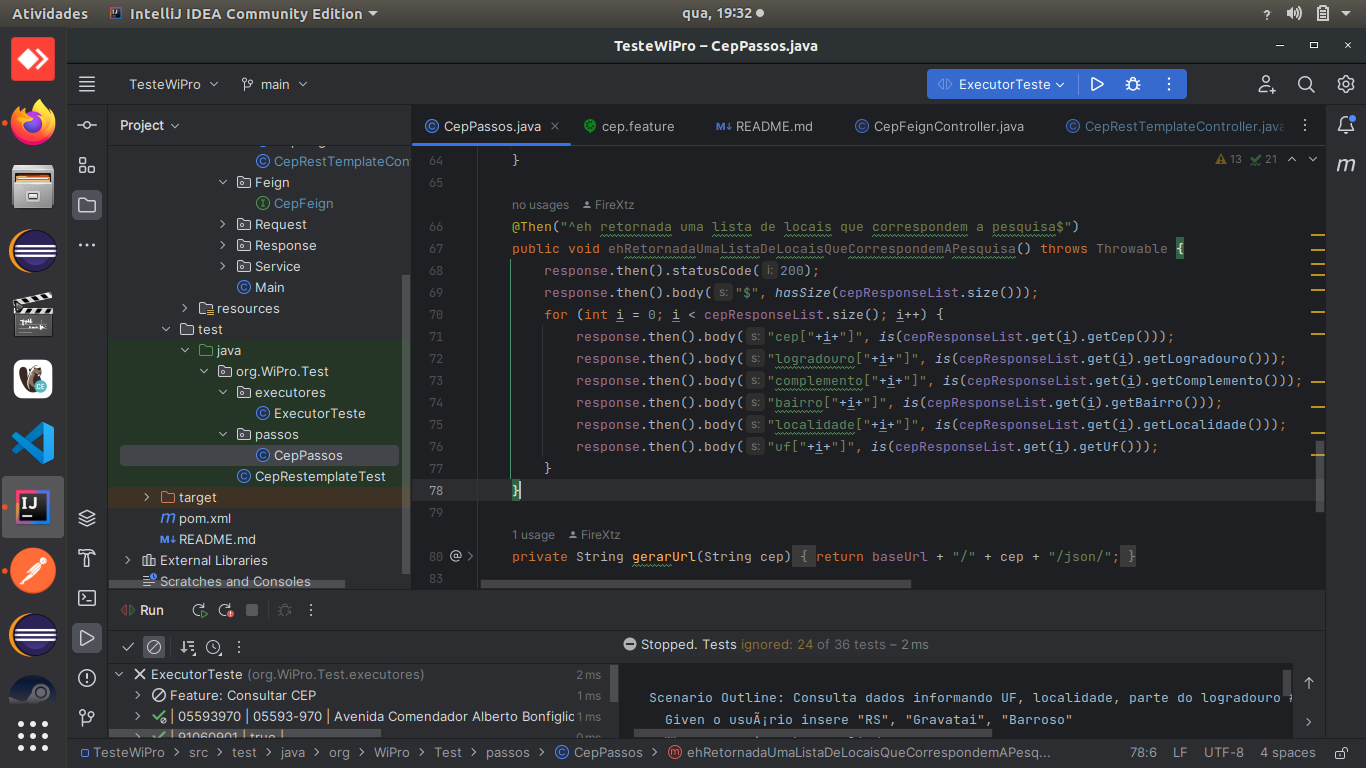 Atividades IntelliJ IDEA Community Edition qua, 19:32
TesteWiPro – CepPassos.java
TesteWiPro main ExecutorTeste
Project
CepPassos.java cep.feature README.md CepFeignController.java CepRestTemplateController.java
CepRestTemplateCon
Feign
CepFeign
Request
Response
Service
Main
resources
test
java
org.WiPro.Test
executores
ExecutorTeste
passos
CepPassos
CepRestemplateTest
target
pom.xml
README.md
External Libraries
Scratches and Consoles
13 21
64 }
65
no usages FireXtz
66 @Then("^eh retornada uma lista de locais que correspondem a pesquisa$")
67 public void ehRetornadaUmaListaDeLocaisQueCorrespondemAPesquisa() throws Throwable {
68 response.then().statusCode( i: 200);
69 response.then().body( s: "$", hasSize(cepResponseList.size()));
70 for (int i = 0; i < cepResponseList.size(); i++) {
71 response.then().body( s: "cep["+i+"]", is(cepResponseList.get(i).getCep()));
72 response.then().body( s: "logradouro["+i+"]", is(cepResponseList.get(i).getLogradouro()));
73 response.then().body( s: "complemento["+i+"]", is(cepResponseList.get(i).getComplemento()));
74 response.then().body( s: "bairro["+i+"]", is(cepResponseList.get(i).getBairro()));
75 response.then().body( s: "localidade["+i+"]", is(cepResponseList.get(i).getLocalidade()));
76 response.then().body( s: "uf["+i+"]", is(cepResponseList.get(i).getUf()));
77 }
78 }
79
1 usage FireXtz
80 private String gerarUrl(String cep) { return baseUrl + "/" + cep + "/json/"; }
83
Run
Stopped. Tests ignored: 24 of 36 tests – 2 ms
ExecutorTeste (org.WiPro.Test.executores) 2 ms
Feature: Consultar CEP 1 ms
| 05593970 | 05593-970 | Avenida Comendador Alberto Bonfiglio 1 ms
| 91060901 | true | 0 ms
Scenario Outline: Consulta dados informando UF, localidade, parte do logradouro #
Given o usuÃ¡rio insere "RS", "Gravatai", "Barroso"
TesteWiPro > src > test > java > org > WiPro > Test > passos > CepPassos > ehRetornadaUmaListaDeLocaisQueCorrespondemAPesq... 78:6 LF UTF-8 4 spaces